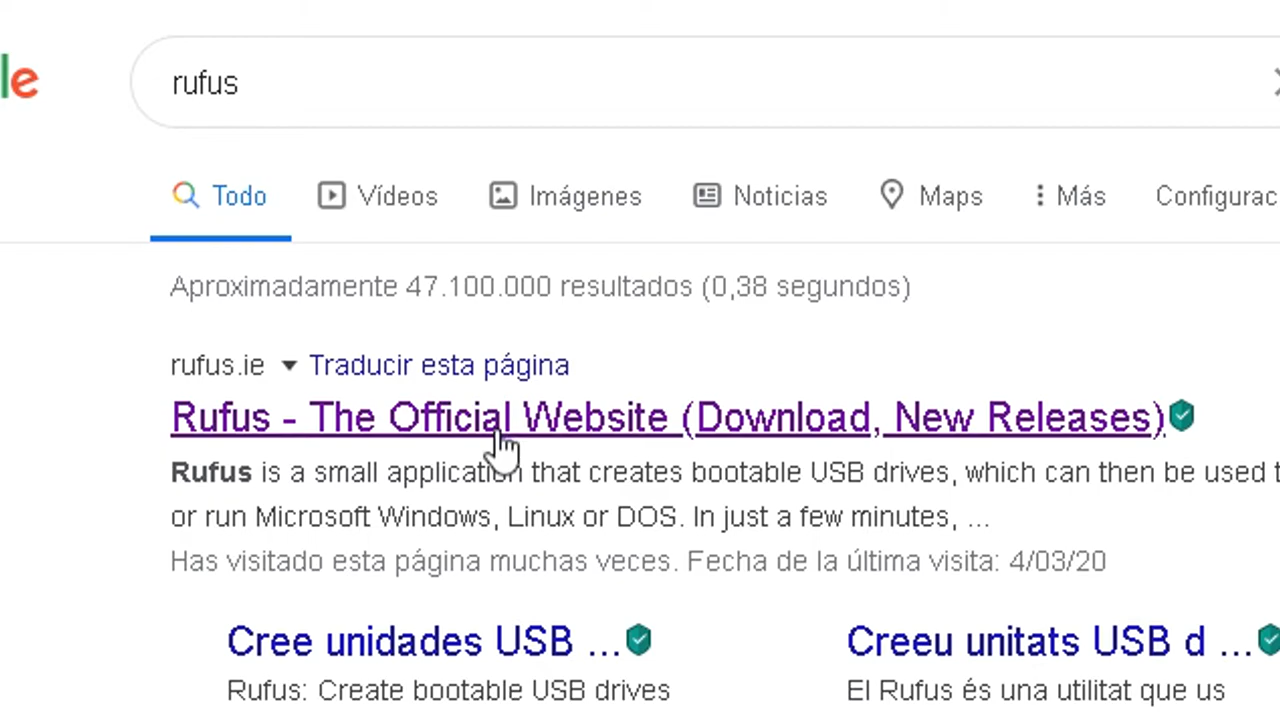 le
rufus
Todo Vídeos Imágenes Noticias Maps Más Configurac
Aproximadamente 47.100.000 resultados (0,38 segundos)
rufus.ie Traducir esta página
Rufus - The Official Website (Download, New Releases)
Rufus is a small application that creates bootable USB drives, which can then be used t
or run Microsoft Windows, Linux or DOS. In just a few minutes, ...
Has visitado esta página muchas veces. Fecha de la última visita: 4/03/20
Cree unidades USB ... Creeu unitats USB d ...
Rufus: Create bootable USB drives El Rufus és una utilitat que us